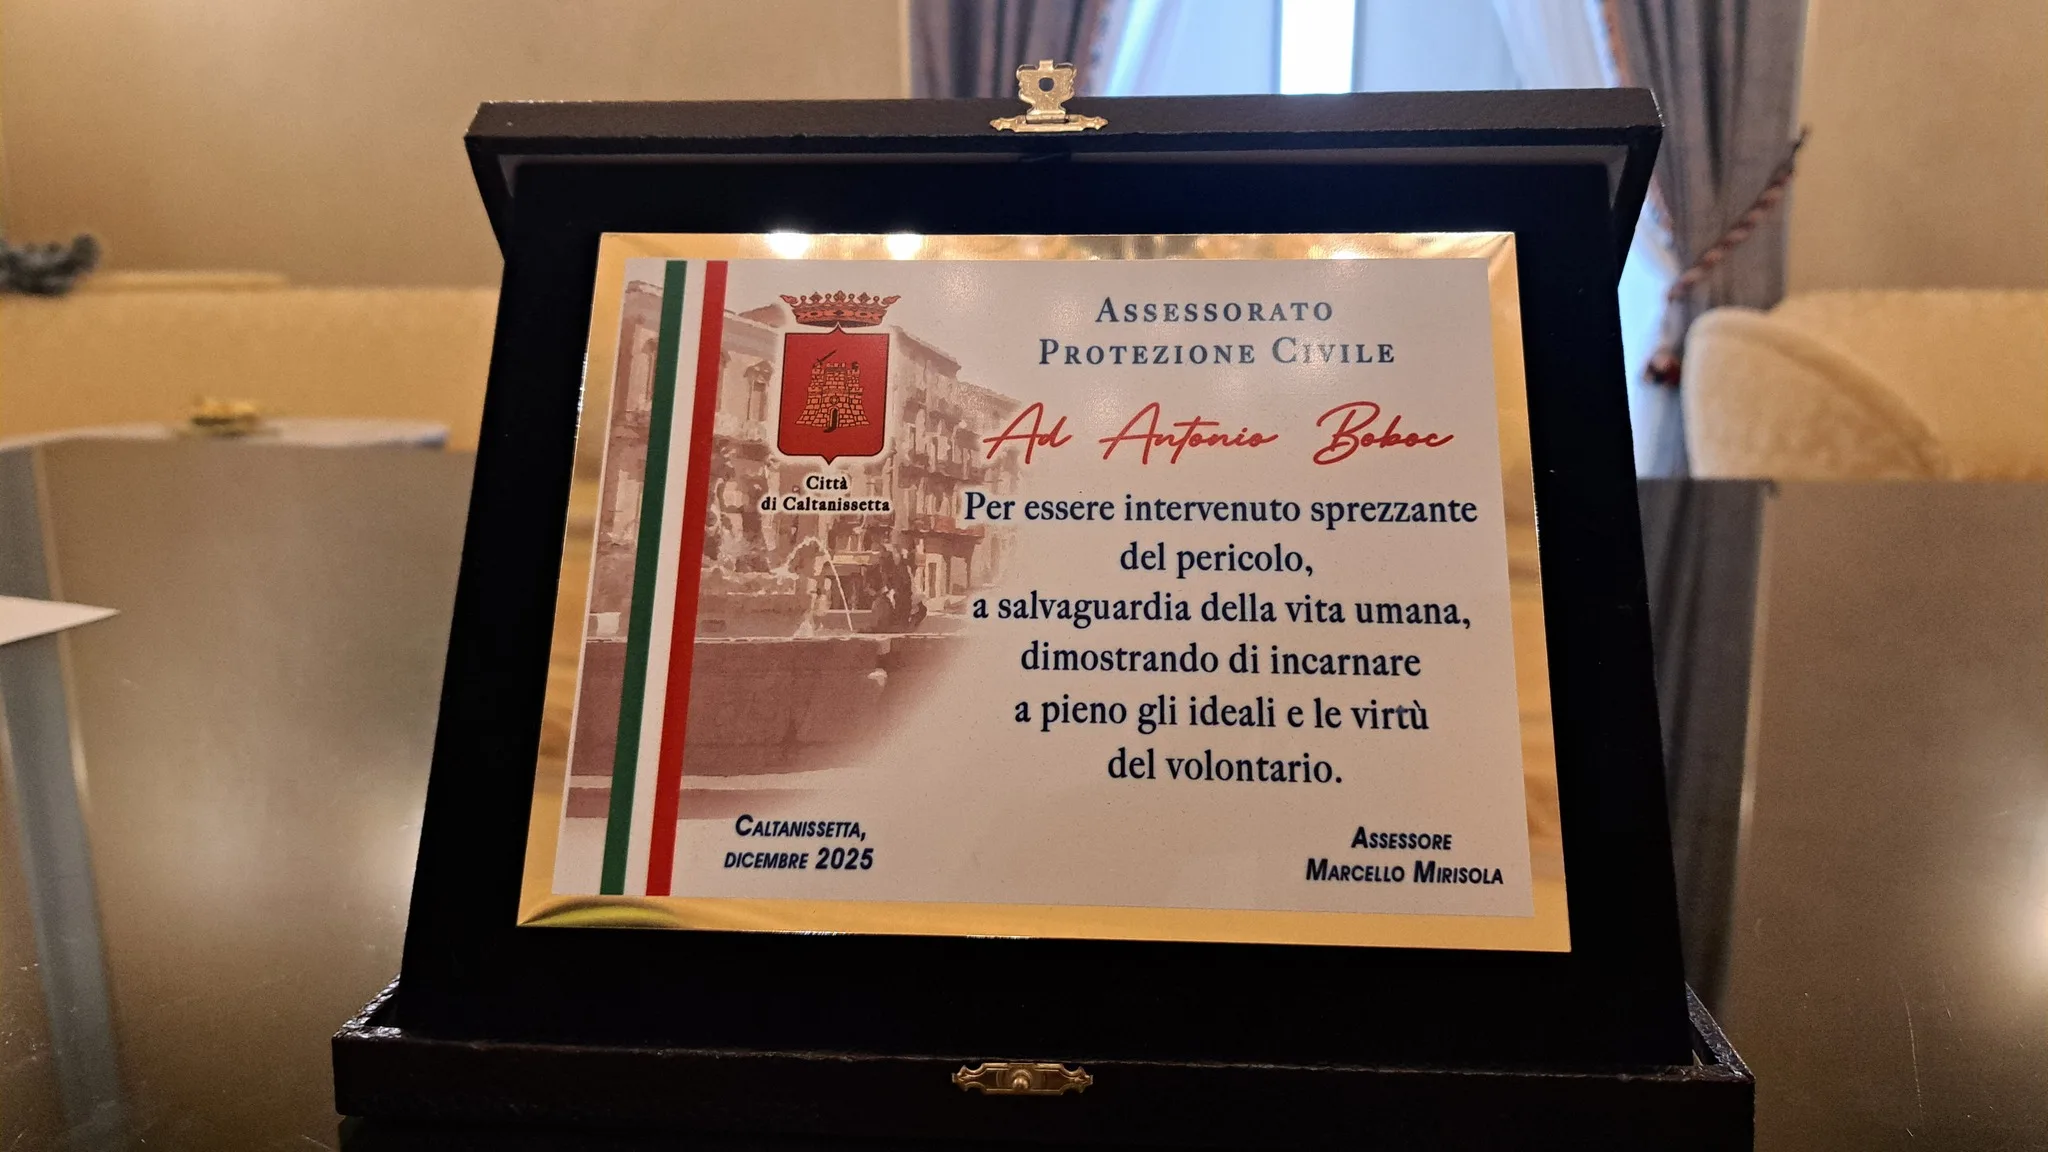 Assessorato
Protezione Civile
Ad Antonio Boboc
Città
di Caltanissetta
Per essere intervenuto sprezzante
del pericolo,
a salvaguardia della vita umana,
dimostrando di incarnare
a pieno gli ideali e le virtù
del volontario.
Caltanissetta,
dicembre 2025
Assessore
Marcello Mirisola